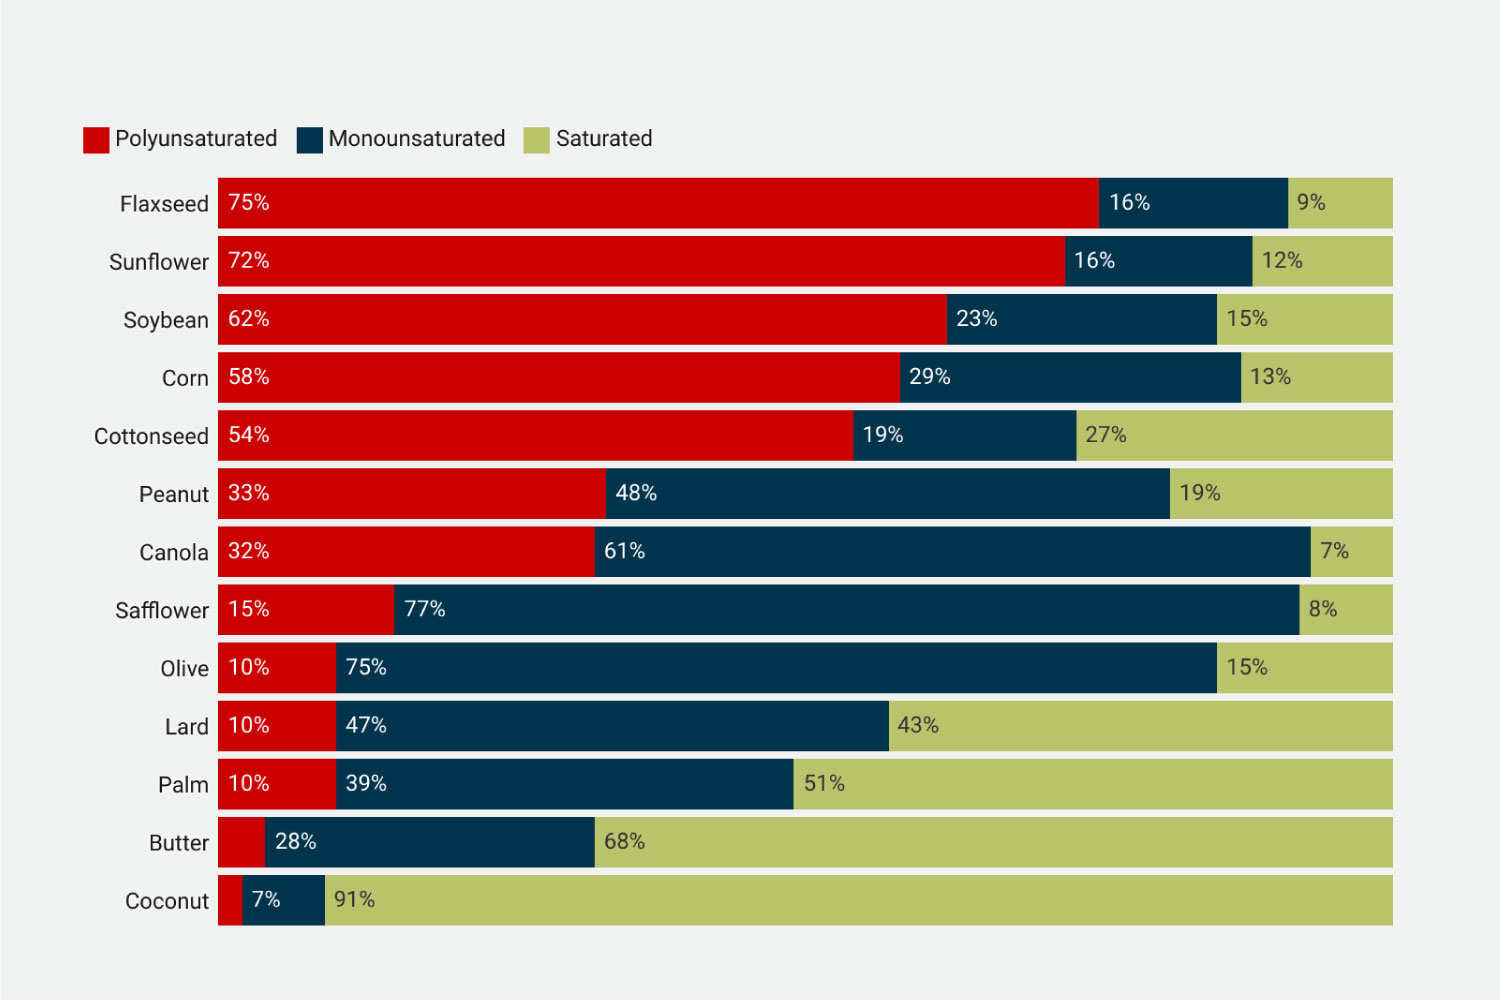 Polyunsaturated Monounsaturated Saturated
Flaxseed 75% 16% 9%
Sunflower 72% 16% 12%
Soybean 62% 23% 15%
Corn 58% 29% 13%
Cottonseed 54% 19% 27%
Peanut 33% 48% 19%
Canola 32% 61% 7%
Safflower 15% 77% 8%
Olive 10% 75% 15%
Lard 10% 47% 43%
Palm 10% 39% 51%
Butter 28% 68%
Coconut 7% 91%